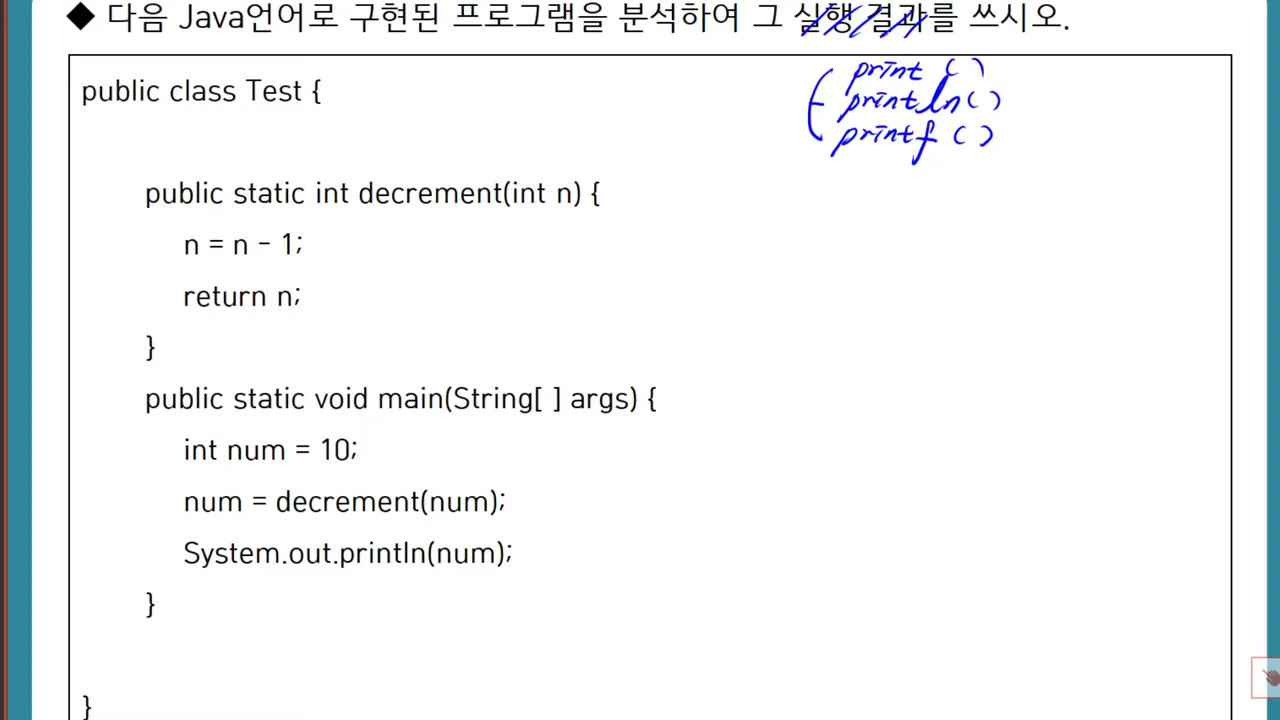 ◆ 다음 Java언어로 구현된 프로그램을 분석하여 그 실행 결과를 쓰시오.
print ( )
println ( )
printf ( )
public class Test {
public static int decrement(int n) {
n = n - 1;
return n;
}
public static void main(String[ ] args) {
int num = 10;
num = decrement(num);
System.out.println(num);
}
}